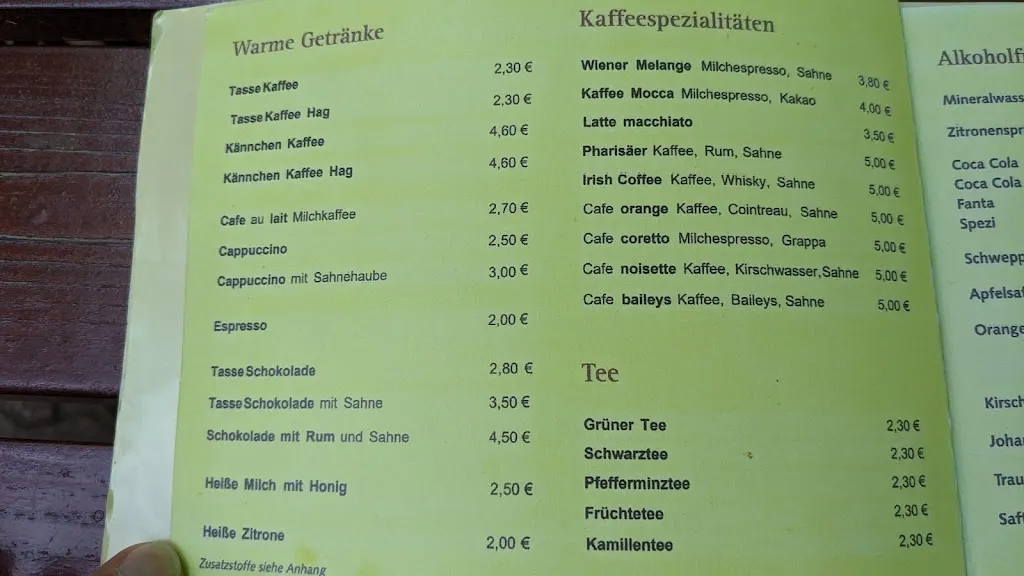 Warme Getränke
Tasse Kaffee 2,30 €
Tasse Kaffee Hag 2,30 €
Kännchen Kaffee 4,60 €
Kännchen Kaffee Hag 4,60 €
Cafe au lait Milchkaffee 2,70 €
Cappuccino 2,50 €
Cappuccino mit Sahnehaube 3,00 €
Espresso 2,00 €
Tasse Schokolade 2,80 €
Tasse Schokolade mit Sahne 3,50 €
Schokolade mit Rum und Sahne 4,50 €
Heiße Milch mit Honig 2,50 €
Heiße Zitrone 2,00 €
Zusatzstoffe siehe Anhang
Kaffeespezialitäten
Wiener Melange Milchespresso, Sahne 3,80 €
Kaffee Mocca Milchespresso, Kakao 4,00 €
Latte macchiato 3,50 €
Pharisäer Kaffee, Rum, Sahne 5,00 €
Irish Coffee Kaffee, Whisky, Sahne 5,00 €
Cafe orange Kaffee, Cointreau, Sahne 5,00 €
Cafe coretto Milchespresso, Grappa 5,00 €
Cafe noisette Kaffee, Kirschwasser,Sahne 5,00 €
Cafe baileys Kaffee, Baileys, Sahne 5,00 €
Tee
Grüner Tee 2,30 €
Schwarztee 2,30 €
Pfefferminztee 2,30 €
Früchtetee 2,30 €
Kamillentee 2,30 €
Coca Cola
Coca Cola
Fanta
Spezi